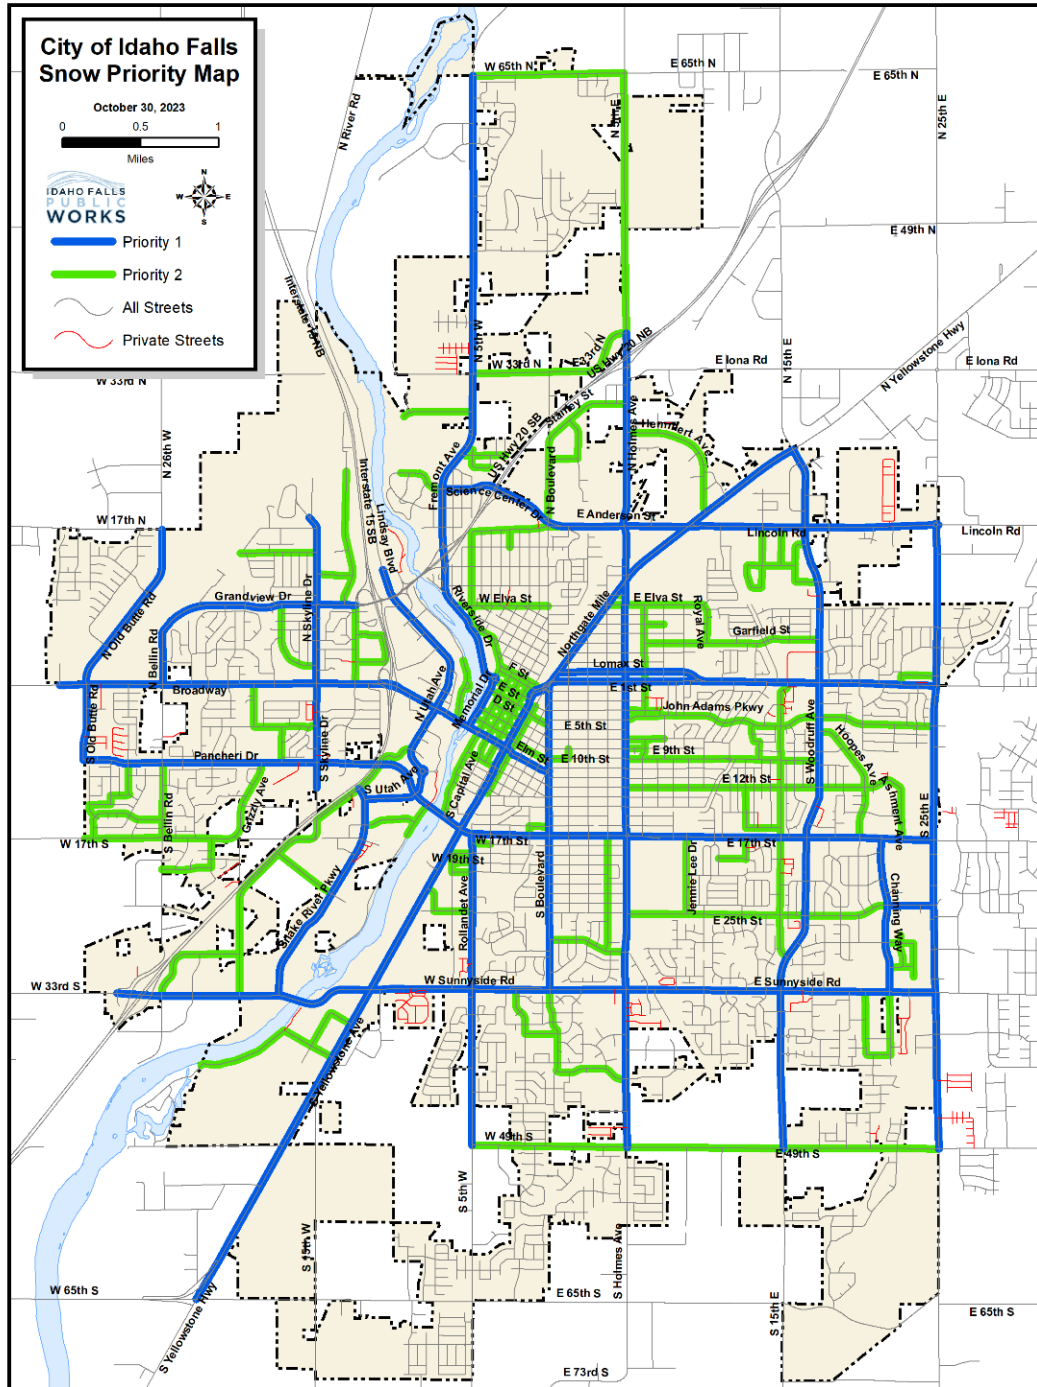 City of Idaho Falls
Snow Priority Map
October 30, 2023
0 0.5 1
Miles
IDAHO FALLS
PUBLIC
WORKS
N
W E
S
Priority 1
Priority 2
All Streets
Private Streets
W 65th N
E 65th N
E 65th N
N River Rd
N 5th E
N 25th E
E 49th N
Interstate 15 NB
N 5th W
W 33rd N
W 33rd N
E 33rd N
US Hwy 20 NB
N 15th E
E Iona Rd
E Iona Rd
N Yellowstone Hwy
N 26th W
Stanley St
N Holmes Ave
Hemmert Ave
US Hwy 20 SB
Fremont Ave
N Boulevard
Interstate 15 SB
Lindsay Blvd
Science Center Dr
W 17th N
E Anderson St
Lincoln Rd
Lincoln Rd
N Old Butte Rd
Grandview Dr
N Skyline Dr
Riverside Dr
W Elva St
E Elva St
Royal Ave
Northgate Mile
Garfield St
N Bellin Rd
Broadway
N Utah Ave
Memorial Dr
F St
E St
D St
Lomax St
E 1st St
John Adams Pkwy
S Old Butte Rd
S Skyline Dr
E 5th St
Elm St
E 9th St
E 10th St
S Woodruff Ave
Hoopes Ave
Pancheri Dr
S Utah Ave
S Capital Ave
E 12th St
Ashment Ave
S 25th E
Grizzly Ave
S Bellin Rd
W 17th S
W 17th St
E 17th St
W 19th St
Jennie Lee Dr
Rollandet Ave
S Boulevard
Channing Way
Snake River Pkwy
E 25th St
W 33rd S
W Sunnyside Rd
E Sunnyside Rd
S Yellowstone Ave
W 49th S
E 49th S
S 5th W
S 15th W
S Holmes Ave
W 65th S
E 65th S
E 65th S
S 15th E
S Yellowstone Hwy
E 73rd S